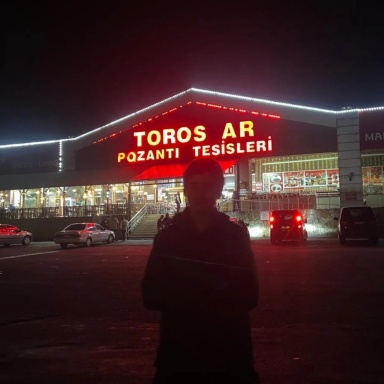 TOROS AR
POZANTI TESİSLERİ